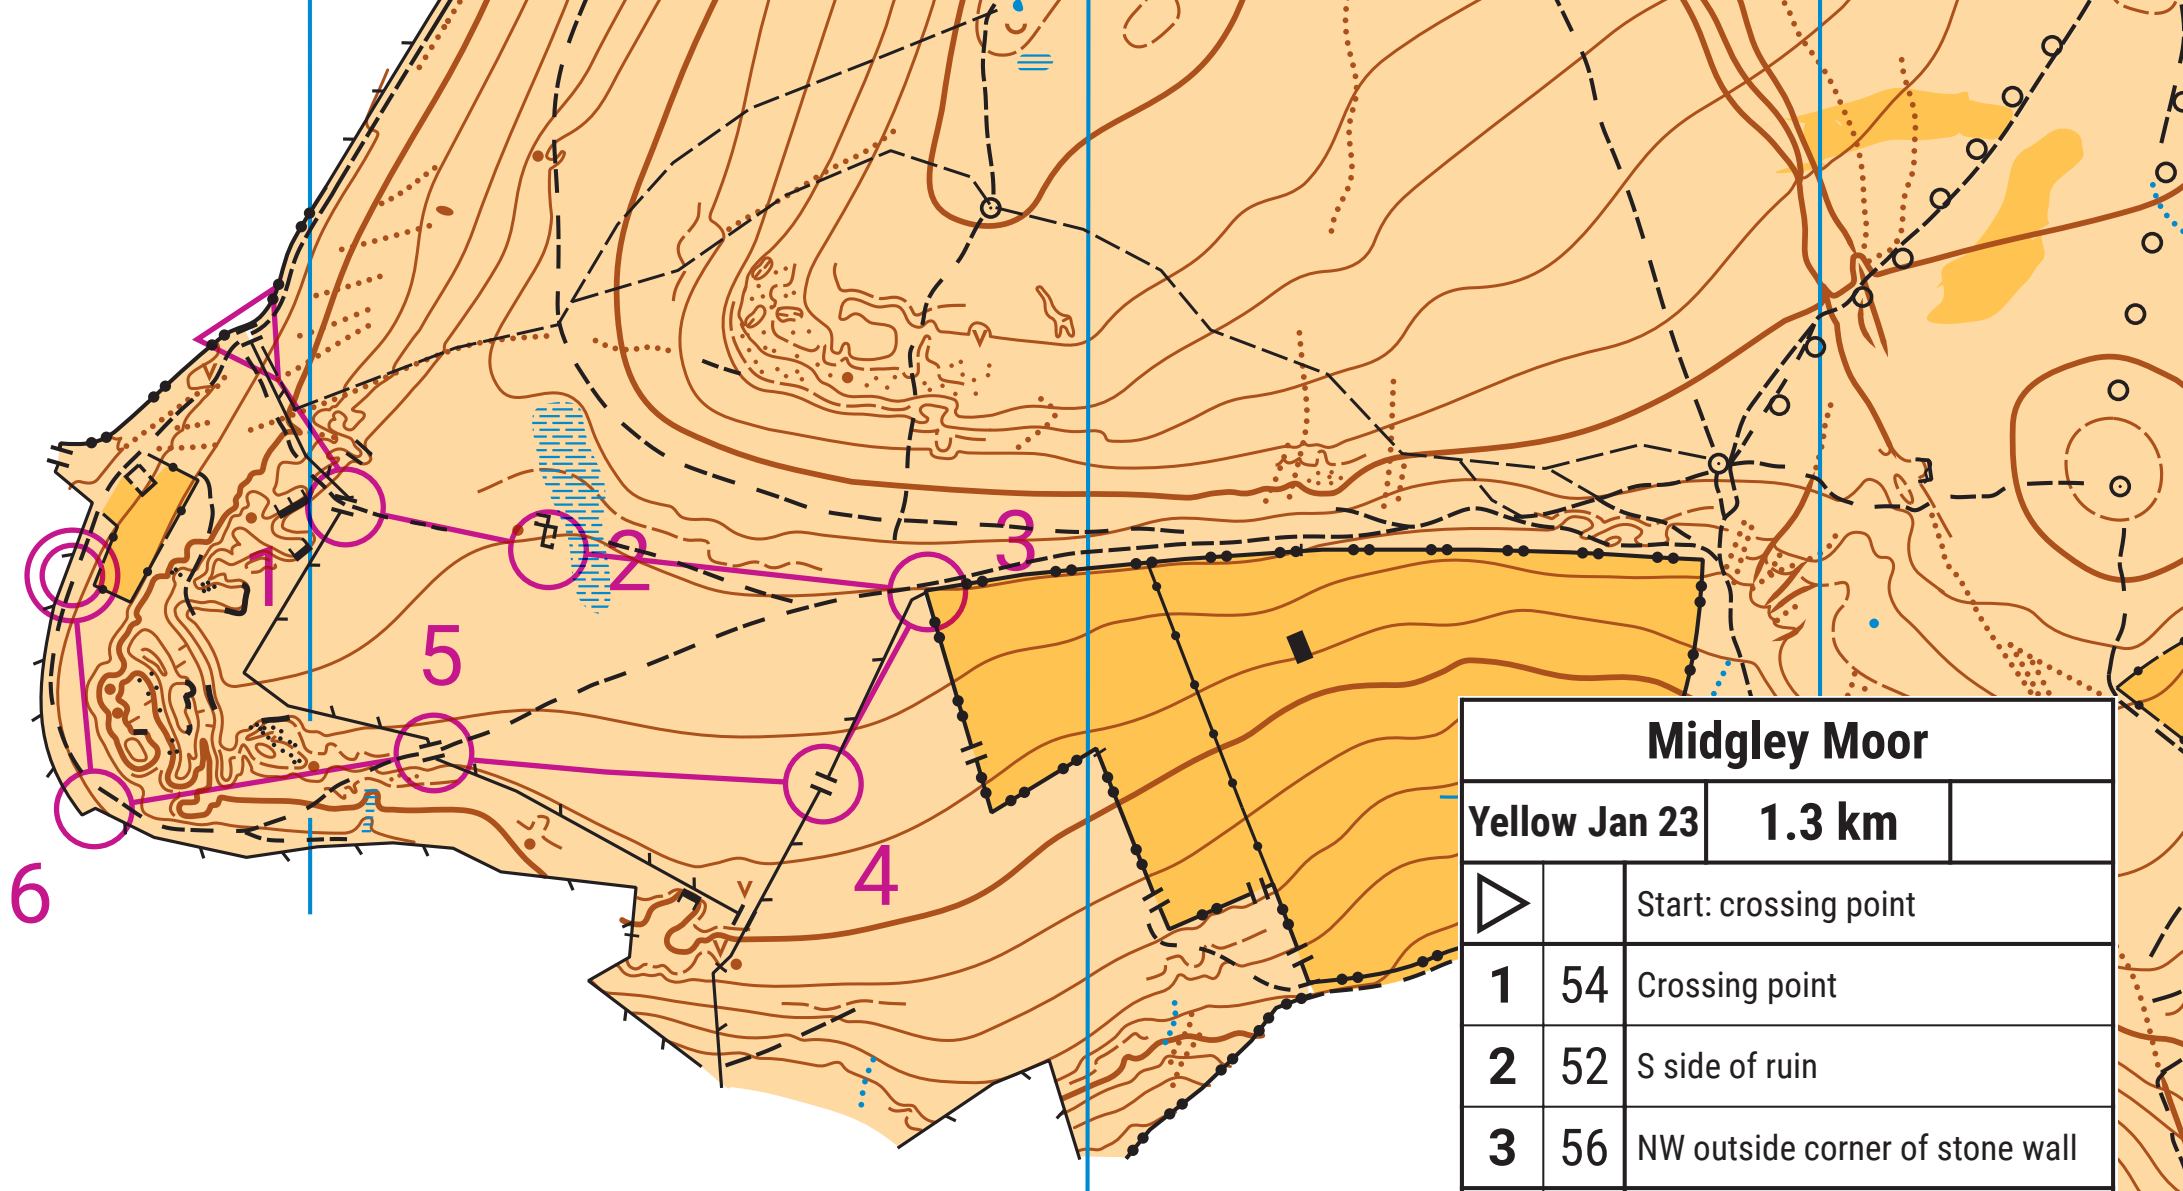 1
2
3
5
4
6
Midgley Moor
Yellow Jan 23 1.3 km
Start: crossing point
1 54 Crossing point
2 52 S side of ruin
3 56 NW outside corner of stone wall